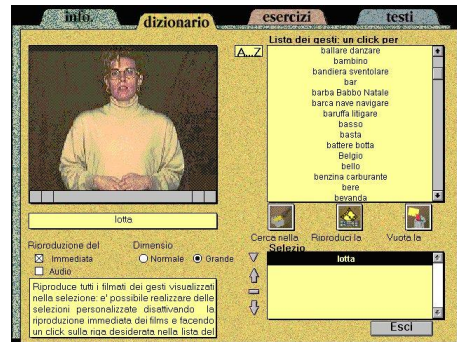 info.
dizionario
esercizi
testi
Lista dei gesti: un click per
A...Z
ballare danzare
bambino
bandiera sventolare
bar
barba Babbo Natale
barca nave navigare
baruffa litigare
basso
basta
battere botta
Belgio
bello
benzina carburante
bere
bevanda
lotta
Cerca nella
Riproduci la
Vuota la
Riproduzione del
Immediata
Audio
Dimensio
Normale
Grande
Selezio
lotta
Riproduce tutti i filmati dei gesti visualizzati
nella selezione: e' possibile realizzare delle
selezioni personalizzate disattivando la
riproduzione immediata dei films e facendo
un click sulla riga desiderata nella lista del
Esci